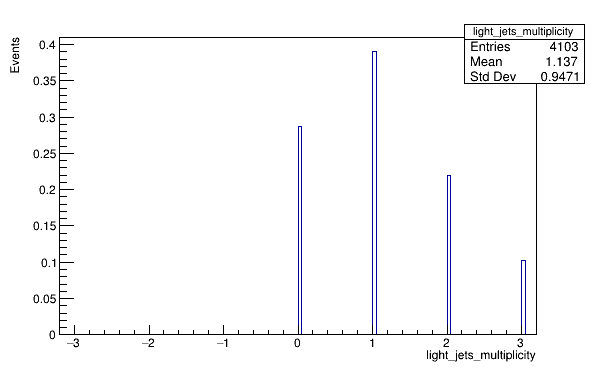 light_jets_multiplicity
Entries 4103
Mean 1.137
Std Dev 0.9471
Events
0.4
0.35
0.3
0.25
0.2
0.15
0.1
0.05
0
−3 −2 −1 0 1 2 3
light_jets_multiplicity